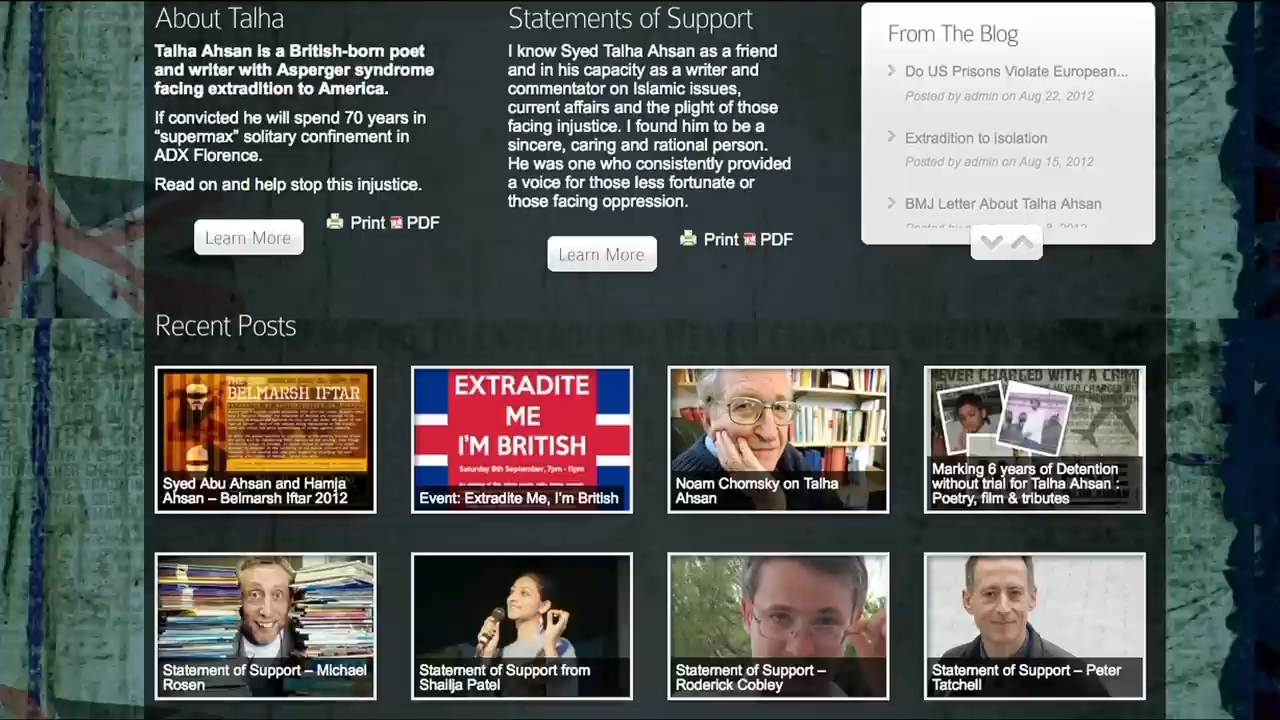 About Talha
Talha Ahsan is a British-born poet
and writer with Asperger syndrome
facing extradition to America.
If convicted he will spend 70 years in
“supermax” solitary confinement in
ADX Florence.
Read on and help stop this injustice.
Learn More
Print PDF
Statements of Support
I know Syed Talha Ahsan as a friend
and in his capacity as a writer and
commentator on Islamic issues,
current affairs and the plight of those
facing injustice. I found him to be a
sincere, caring and rational person.
He was one who consistently provided
a voice for those less fortunate or
those facing oppression.
Learn More
Print PDF
From The Blog
Do US Prisons Violate European...
Posted by admin on Aug 22, 2012
Extradition to isolation
Posted by admin on Aug 15, 2012
BMJ Letter About Talha Ahsan
Recent Posts
THE
BELMARSH IFTAR
Syed Abu Ahsan and Hamja
Ahsan – Belmarsh Iftar 2012
EXTRADITE
ME
I’M BRITISH
Saturday 8th September, 7pm - 11pm
Event: Extradite Me, I’m British
Noam Chomsky on Talha
Ahsan
NEVER CHARGED WITH A CRIM
Marking 6 years of Detention
without trial for Talha Ahsan :
Poetry, film & tributes
Statement of Support – Michael
Rosen
Statement of Support from
Shailja Patel
Statement of Support –
Roderick Cobley
Statement of Support – Peter
Tatchell